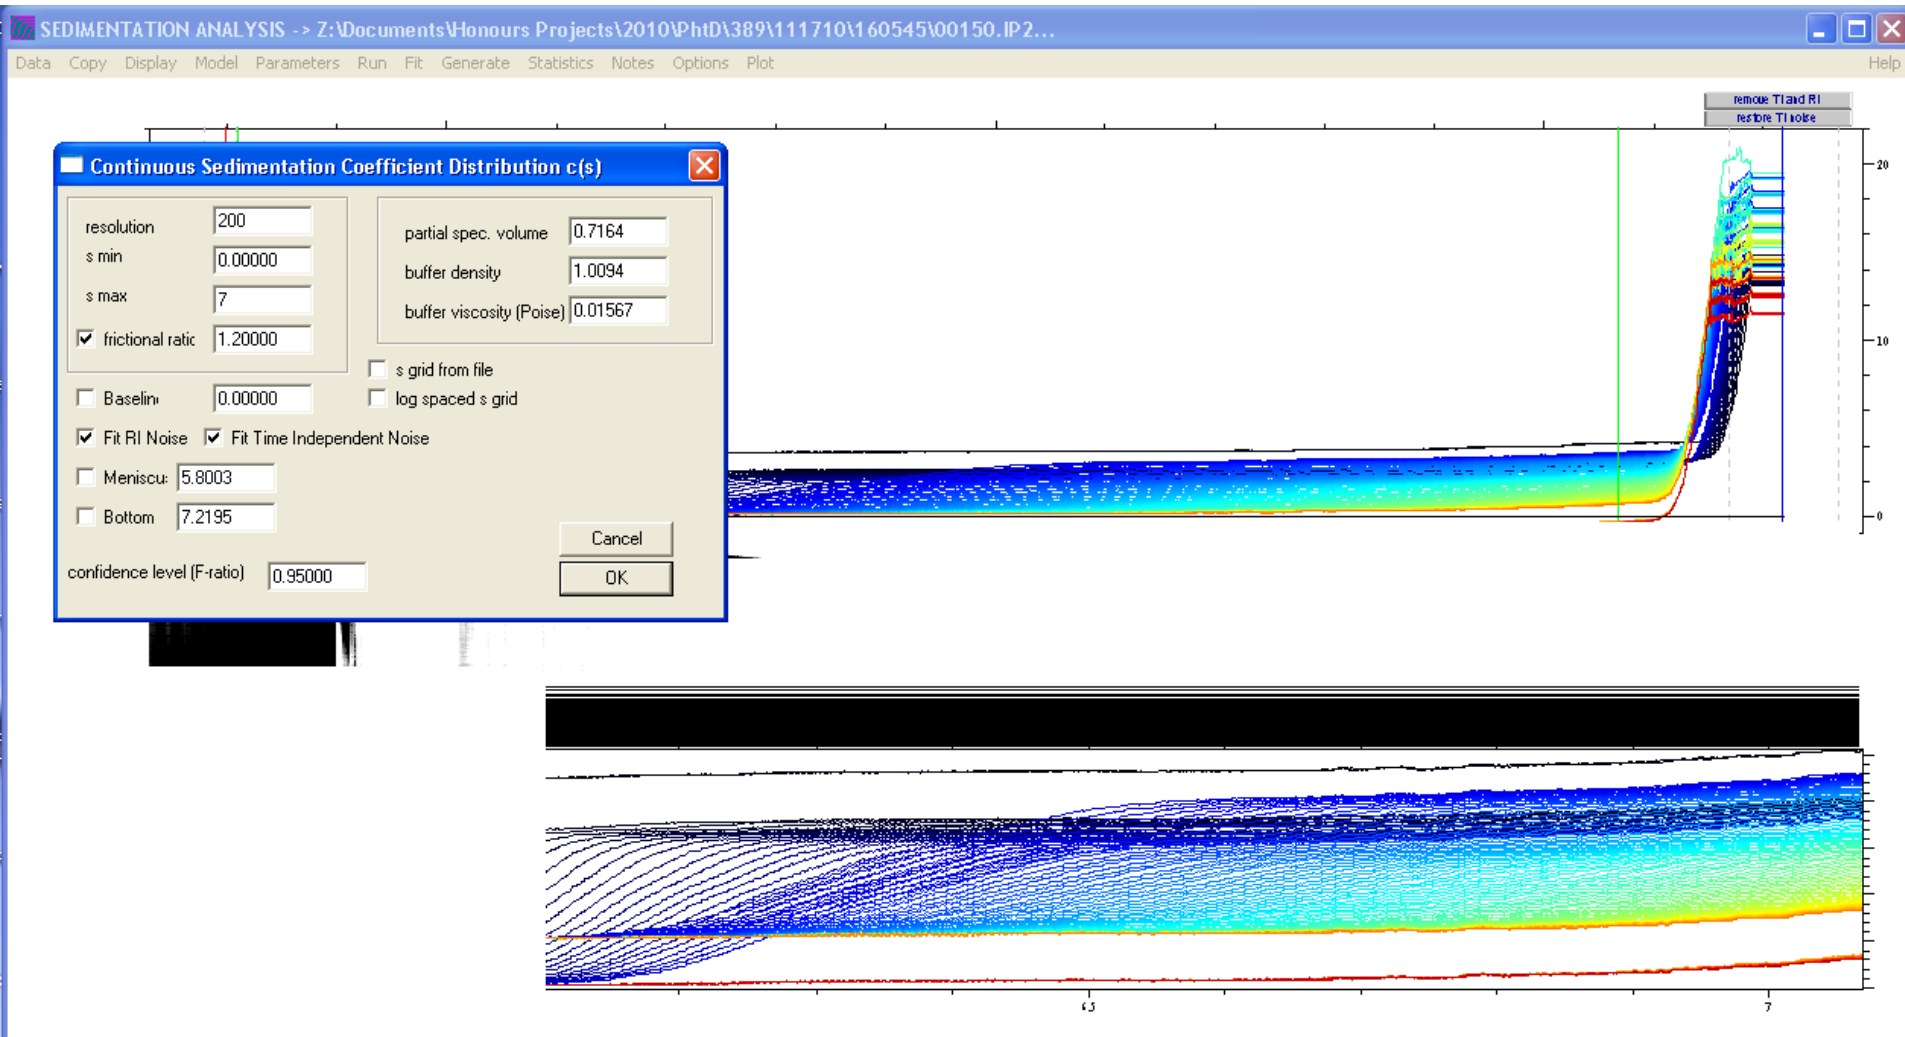 SEDIMENTATION ANALYSIS -> Z:\Documents\Honours Projects\2010\PhtD\389\111710\160545\00150.IP2...
Data Copy Display Model Parameters Run Fit Generate Statistics Notes Options Plot Help
remove TI and RI
restore TI noise
Continuous Sedimentation Coefficient Distribution c(s)
resolution 200
s min 0.00000
s max 7
frictional ratic 1.20000
partial spec. volume 0.7164
buffer density 1.0094
buffer viscosity (Poise) 0.01567
s grid from file
log spaced s grid
Baselin 0.00000
Fit RI Noise Fit Time Independent Noise
Meniscu: 5.8003
Bottom 7.2195
confidence level (F-ratio) 0.95000
Cancel
OK
20
10
0
6.5 7